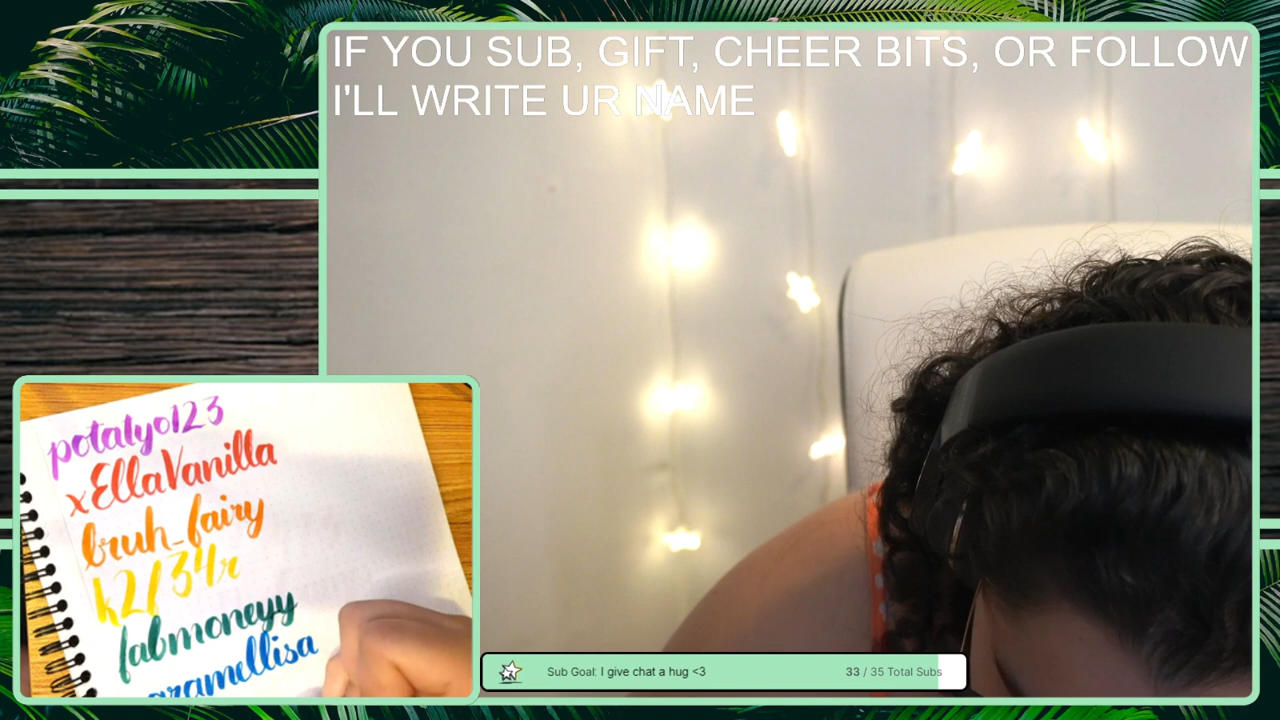 IF YOU SUB, GIFT, CHEER BITS, OR FOLLOW
I'LL WRITE UR NAME
potatyo123
xEllaVanilla
bruh_fairy
fabmoneyy
aramellisa
Sub Goal: I give chat a hug <3 33 / 35 Total Subs